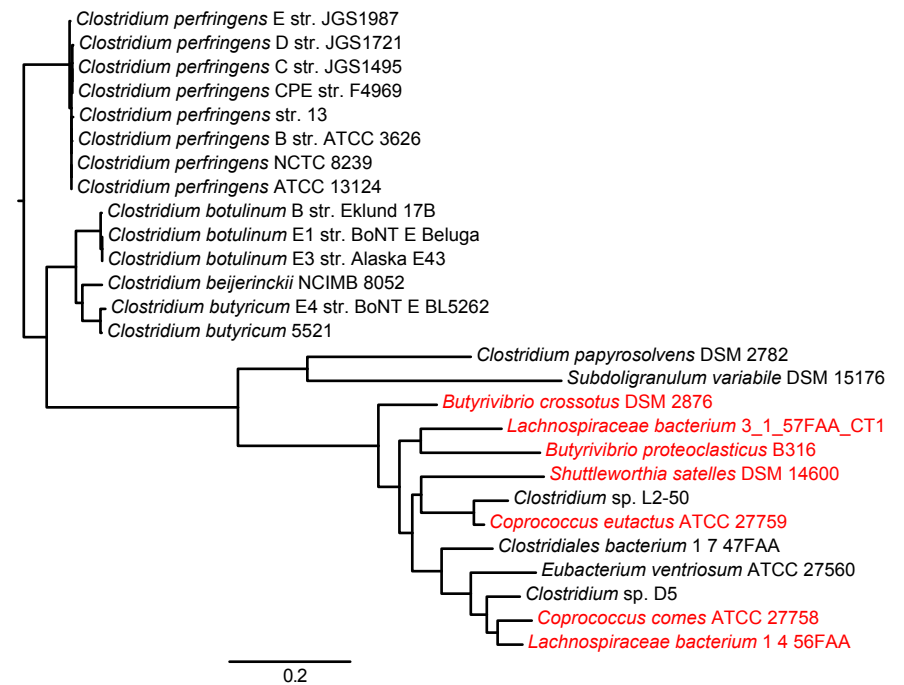 Clostridium perfringens E str. JGS1987
Clostridium perfringens D str. JGS1721
Clostridium perfringens C str. JGS1495
Clostridium perfringens CPE str. F4969
Clostridium perfringens str. 13
Clostridium perfringens B str. ATCC 3626
Clostridium perfringens NCTC 8239
Clostridium perfringens ATCC 13124
Clostridium botulinum B str. Eklund 17B
Clostridium botulinum E1 str. BoNT E Beluga
Clostridium botulinum E3 str. Alaska E43
Clostridium beijerinckii NCIMB 8052
Clostridium butyricum E4 str. BoNT E BL5262
Clostridium butyricum 5521
Clostridium papyrosolvens DSM 2782
Subdoligranulum variabile DSM 15176
Butyrivibrio crossotus DSM 2876
Lachnospiraceae bacterium 3_1_57FAA_CT1
Butyrivibrio proteoclasticus B316
Shuttleworthia satelles DSM 14600
Clostridium sp. L2-50
Coprococcus eutactus ATCC 27759
Clostridiales bacterium 1 7 47FAA
Eubacterium ventriosum ATCC 27560
Clostridium sp. D5
Coprococcus comes ATCC 27758
Lachnospiraceae bacterium 1 4 56FAA
0.2